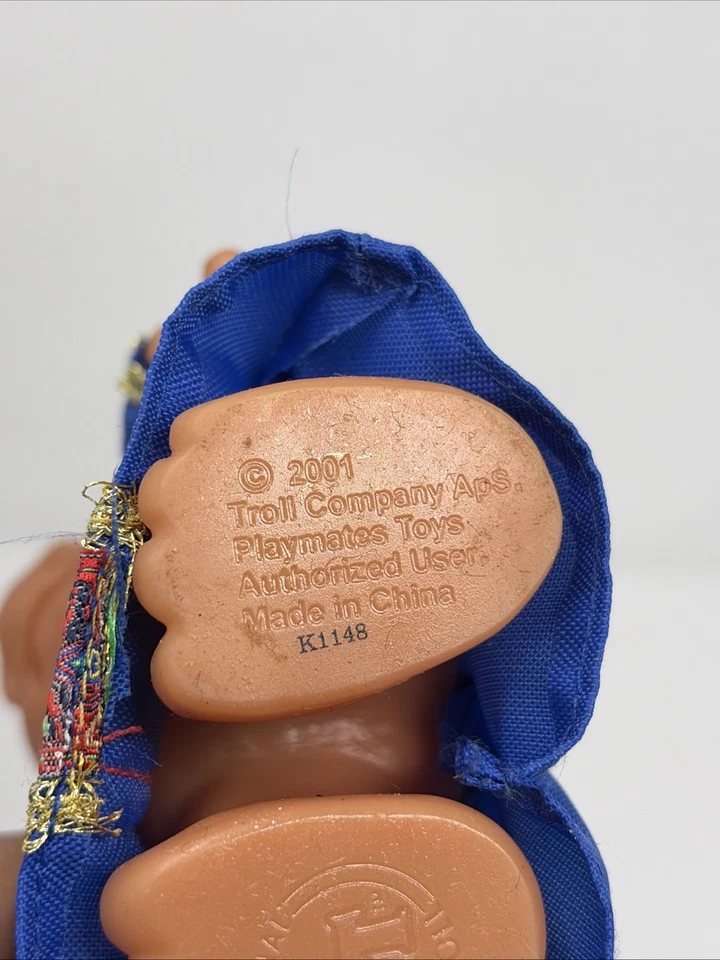 © 2001
Troll Company ApS.
Playmates Toys
Authorized User.
Made in China
K1148